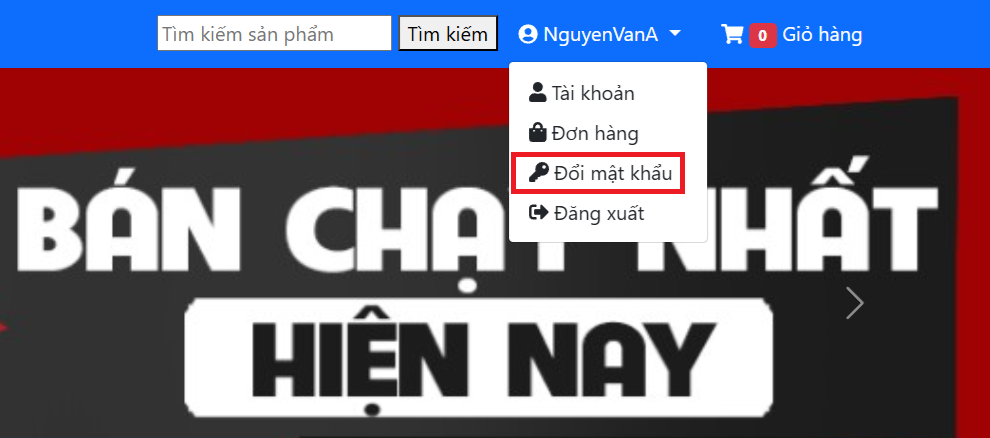 Tìm kiếm sản phẩm Tìm kiếm NguyenVanA 0 Giỏ hàng
Tài khoản
Đơn hàng
Đổi mật khẩu
Đăng xuất
BÁN CHẠY NHẤT
HIỆN NAY